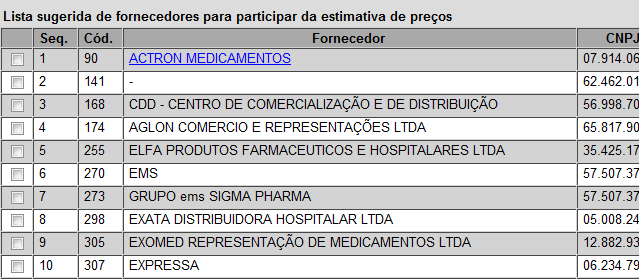 Lista sugerida de fornecedores para participar da estimativa de preços
Seq. Cód. Fornecedor CNPJ
1 90 ACTRON MEDICAMENTOS 07.914.06
2 141 - 62.462.01
3 168 CDD - CENTRO DE COMERCIALIZAÇÃO E DE DISTRIBUIÇÃO 56.998.70
4 174 AGLON COMERCIO E REPRESENTAÇÕES LTDA 65.817.90
5 255 ELFA PRODUTOS FARMACEUTICOS E HOSPITALARES LTDA 35.425.17
6 270 EMS 57.507.37
7 273 GRUPO ems SIGMA PHARMA 57.507.37
8 298 EXATA DISTRIBUIDORA HOSPITALAR LTDA 05.008.24
9 305 EXOMED REPRESENTAÇÃO DE MEDICAMENTOS LTDA 12.882.93
10 307 EXPRESSA 06.234.79